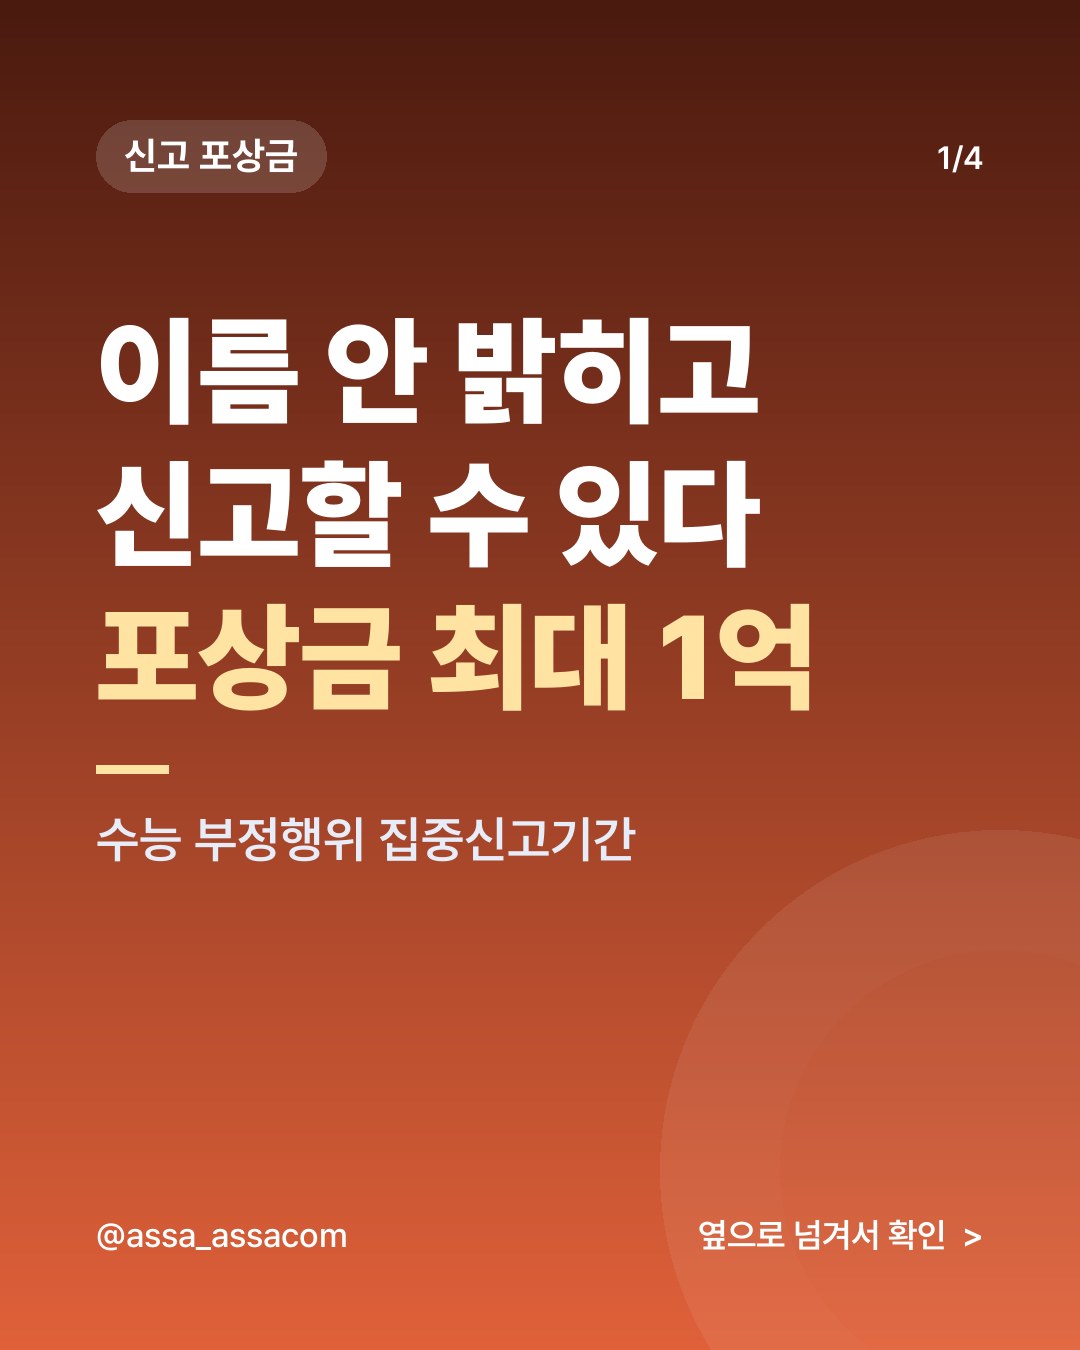 신고 포상금
1/4
이름 안 밝히고
신고할 수 있다
포상금 최대 1억
수능 부정행위 집중신고기간
@assa_assacom
옆으로 넘겨서 확인 >